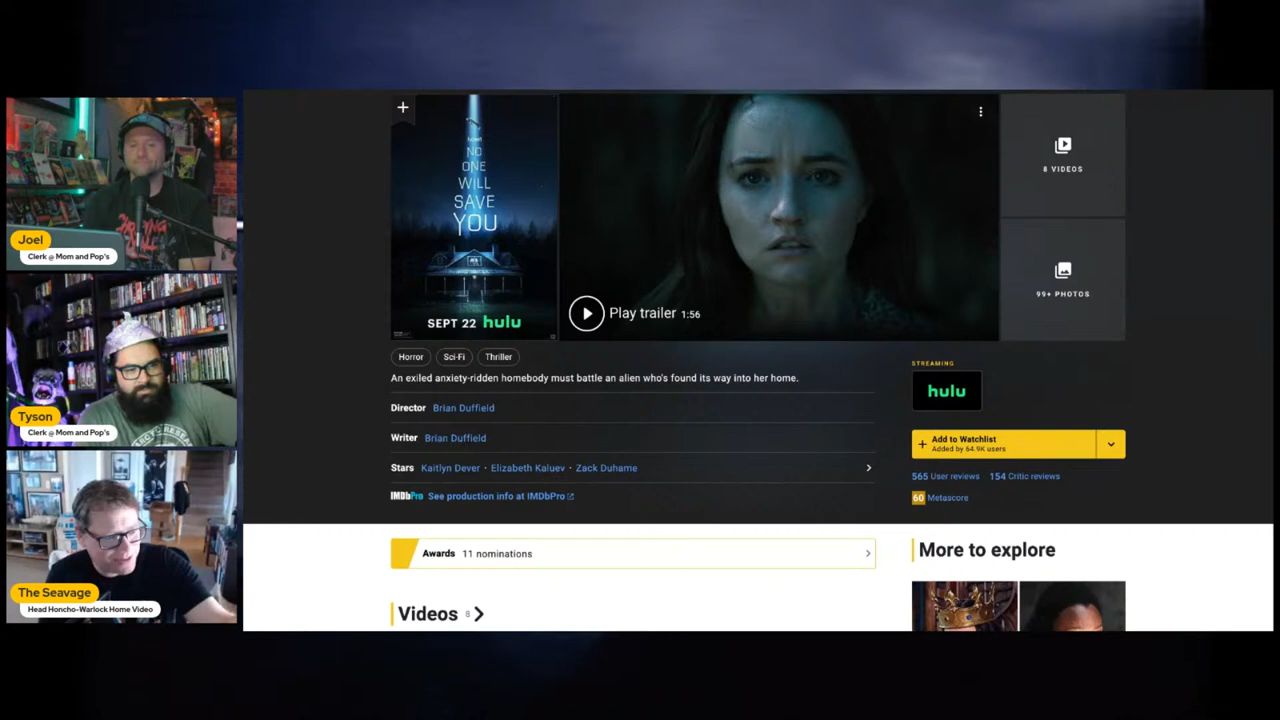 Joel
Clerk @ Mom and Pop's
Tyson
Clerk @ Mom and Pop's
The Seavage
Head Honcho-Warlock Home Video
NO
ONE
WILL
SAVE
YOU
SEPT 22 hulu
Play trailer 1:56
8 VIDEOS
99+ PHOTOS
Horror
Sci-Fi
Thriller
An exiled anxiety-ridden homebody must battle an alien who's found its way into her home.
Director Brian Duffield
Writer Brian Duffield
Stars Kaitlyn Dever · Elizabeth Kaluev · Zack Duhame
IMDbPro See production info at IMDbPro
STREAMING
hulu
Add to Watchlist
Added by 64.9K users
565 User reviews 154 Critic reviews
60 Metascore
Awards 11 nominations
Videos 8
More to explore